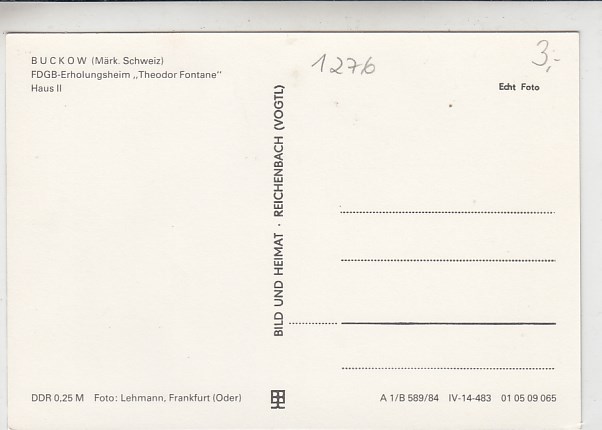 BUCKOW (Märk. Schweiz)
FDGB-Erholungsheim „Theodor Fontane"
Haus II
1276
3,-
Echt Foto
BILD UND HEIMAT · REICHENBACH (VOGTL)
DDR 0,25 M Foto: Lehmann, Frankfurt (Oder)
A 1/B 589/84 IV-14-483 01 05 09 065